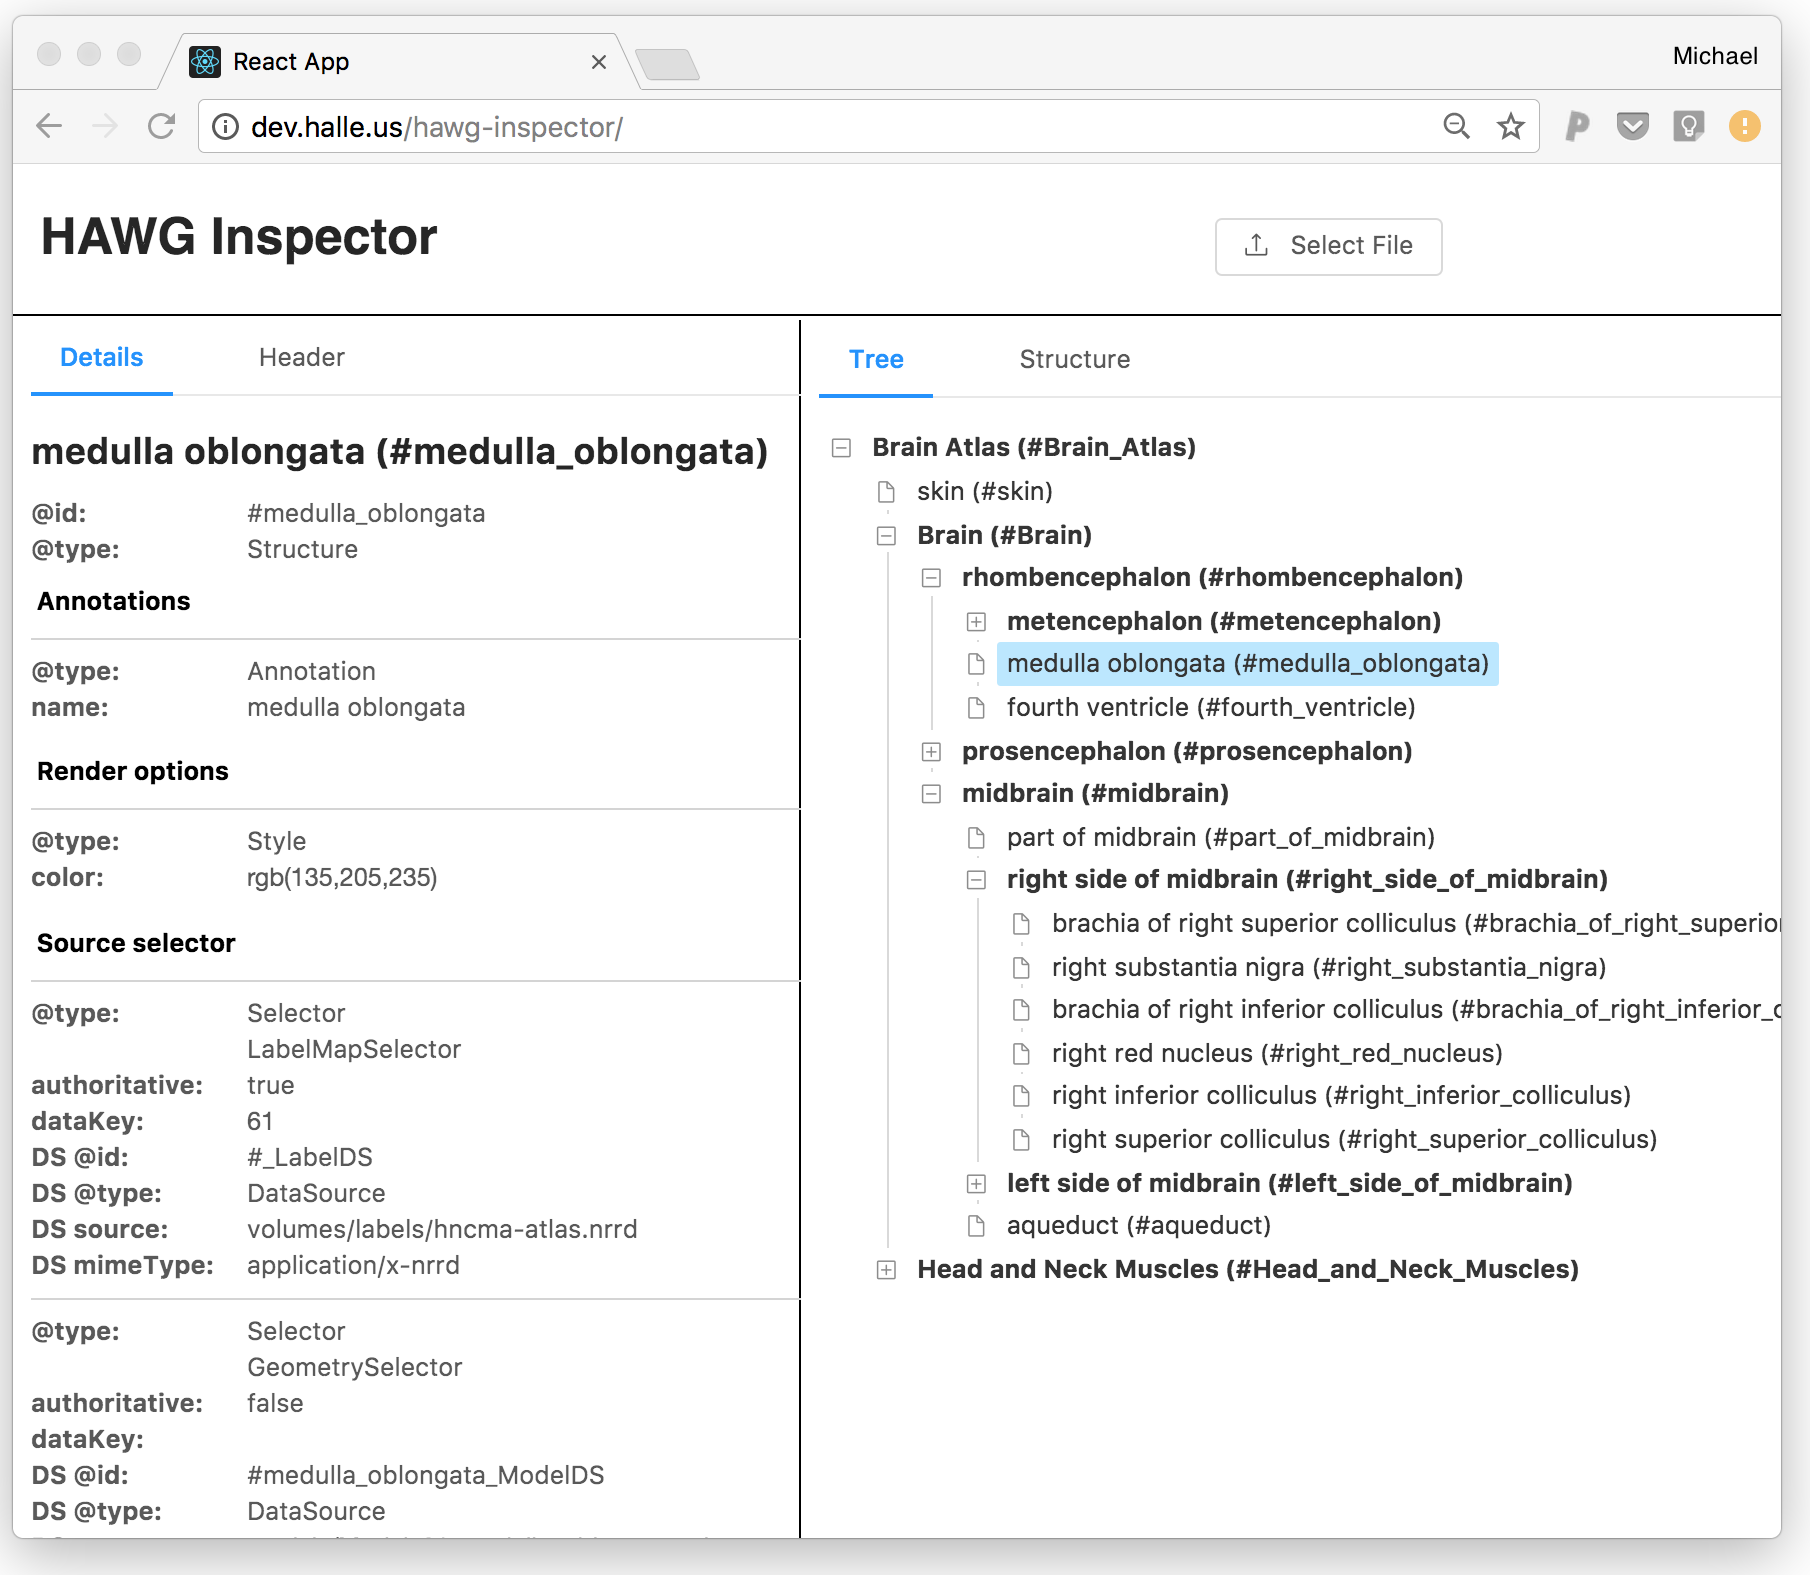 React App
Michael
dev.halle.us/hawg-inspector/
HAWG Inspector
Select File
Details Header
medulla oblongata (#medulla_oblongata)
@id: #medulla_oblongata
@type: Structure
Annotations
@type: Annotation
name: medulla oblongata
Render options
@type: Style
color: rgb(135,205,235)
Source selector
@type: Selector
LabelMapSelector
authoritative: true
dataKey: 61
DS @id: #_LabelDS
DS @type: DataSource
DS source: volumes/labels/hncma-atlas.nrrd
DS mimeType: application/x-nrrd
@type: Selector
GeometrySelector
authoritative: false
dataKey:
DS @id: #medulla_oblongata_ModelDS
DS @type: DataSource
Tree Structure
Brain Atlas (#Brain_Atlas)
skin (#skin)
Brain (#Brain)
rhombencephalon (#rhombencephalon)
metencephalon (#metencephalon)
medulla oblongata (#medulla_oblongata)
fourth ventricle (#fourth_ventricle)
prosencephalon (#prosencephalon)
midbrain (#midbrain)
part of midbrain (#part_of_midbrain)
right side of midbrain (#right_side_of_midbrain)
brachia of right superior colliculus (#brachia_of_right_superior
right substantia nigra (#right_substantia_nigra)
brachia of right inferior colliculus (#brachia_of_right_inferior_c
right red nucleus (#right_red_nucleus)
right inferior colliculus (#right_inferior_colliculus)
right superior colliculus (#right_superior_colliculus)
left side of midbrain (#left_side_of_midbrain)
aqueduct (#aqueduct)
Head and Neck Muscles (#Head_and_Neck_Muscles)